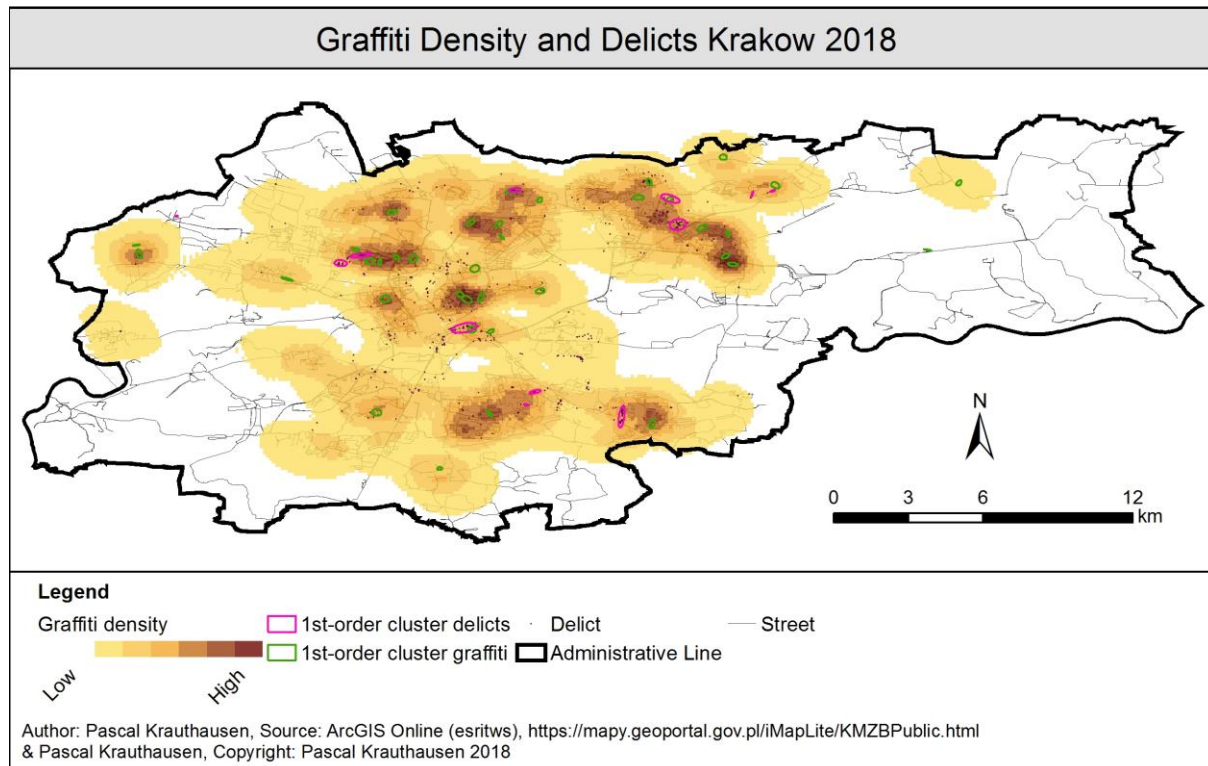 Graffiti Density and Delicts Krakow 2018
N
0 3 6 12
km
Legend
Graffiti density
Low High
1st-order cluster delicts
1st-order cluster graffiti
Delict
Administrative Line
Street
Author: Pascal Krauthausen, Source: ArcGIS Online (esritws), https://mapy.geoportal.gov.pl/iMapLite/KMZBPublic.html
& Pascal Krauthausen, Copyright: Pascal Krauthausen 2018